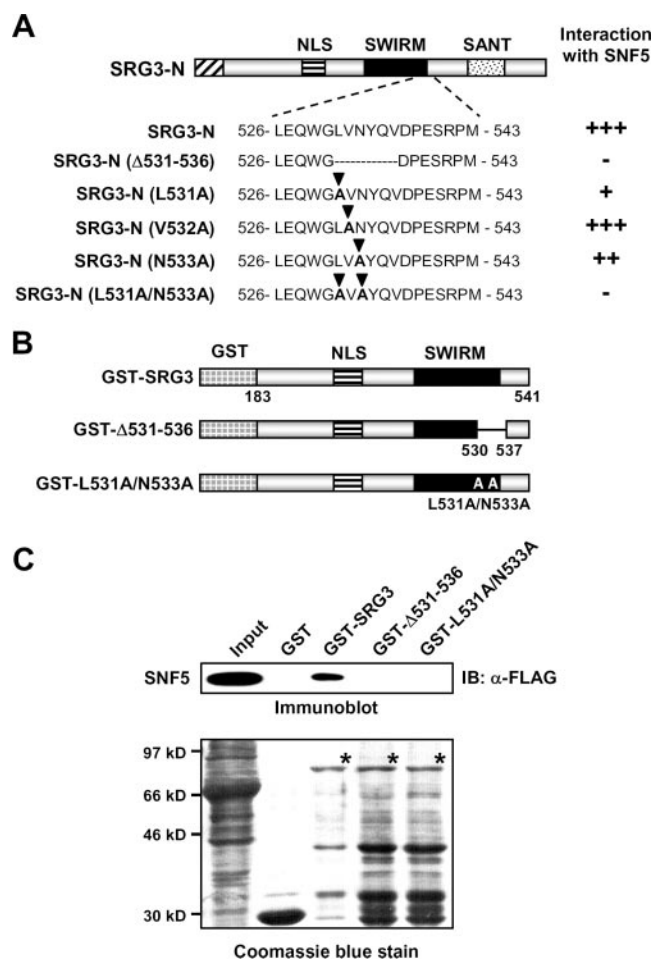 A
NLS SWIRM SANT Interaction with SNF5
SRG3-N
SRG3-N 526- LEQWGLVNYQVDPESRPM - 543 +++
SRG3-N (Δ531-536) 526- LEQWG------------DPESRPM - 543 -
SRG3-N (L531A) 526- LEQWGAVNYQVDPESRPM - 543 +
SRG3-N (V532A) 526- LEQWGLANYQVDPESRPM - 543 +++
SRG3-N (N533A) 526- LEQWGLVAYQVDPESRPM - 543 ++
SRG3-N (L531A/N533A) 526- LEQWGAVAYQVDPESRPM - 543 -
B
GST NLS SWIRM
GST-SRG3
183 541
GST-Δ531-536
530 537
GST-L531A/N533A A A
L531A/N533A
C
Input GST GST-SRG3 GST-Δ531-536 GST-L531A/N533A
SNF5 IB: α-FLAG
Immunoblot
97 kD * * *
66 kD
46 kD
30 kD
Coomassie blue stain